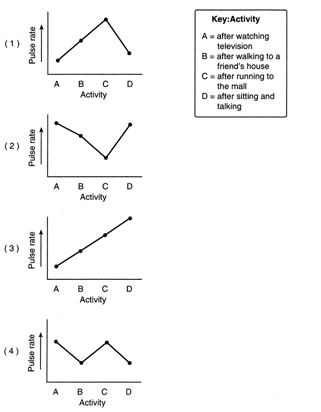 Key:Activity
A = after watching
television
B = after walking to a
friend's house
C = after running to
the mall
D = after sitting and
talking
( 1 )
Pulse rate
A B C D
Activity
( 2 )
Pulse rate
A B C D
Activity
( 3 )
Pulse rate
A B C D
Activity
( 4 )
Pulse rate
A B C D
Activity